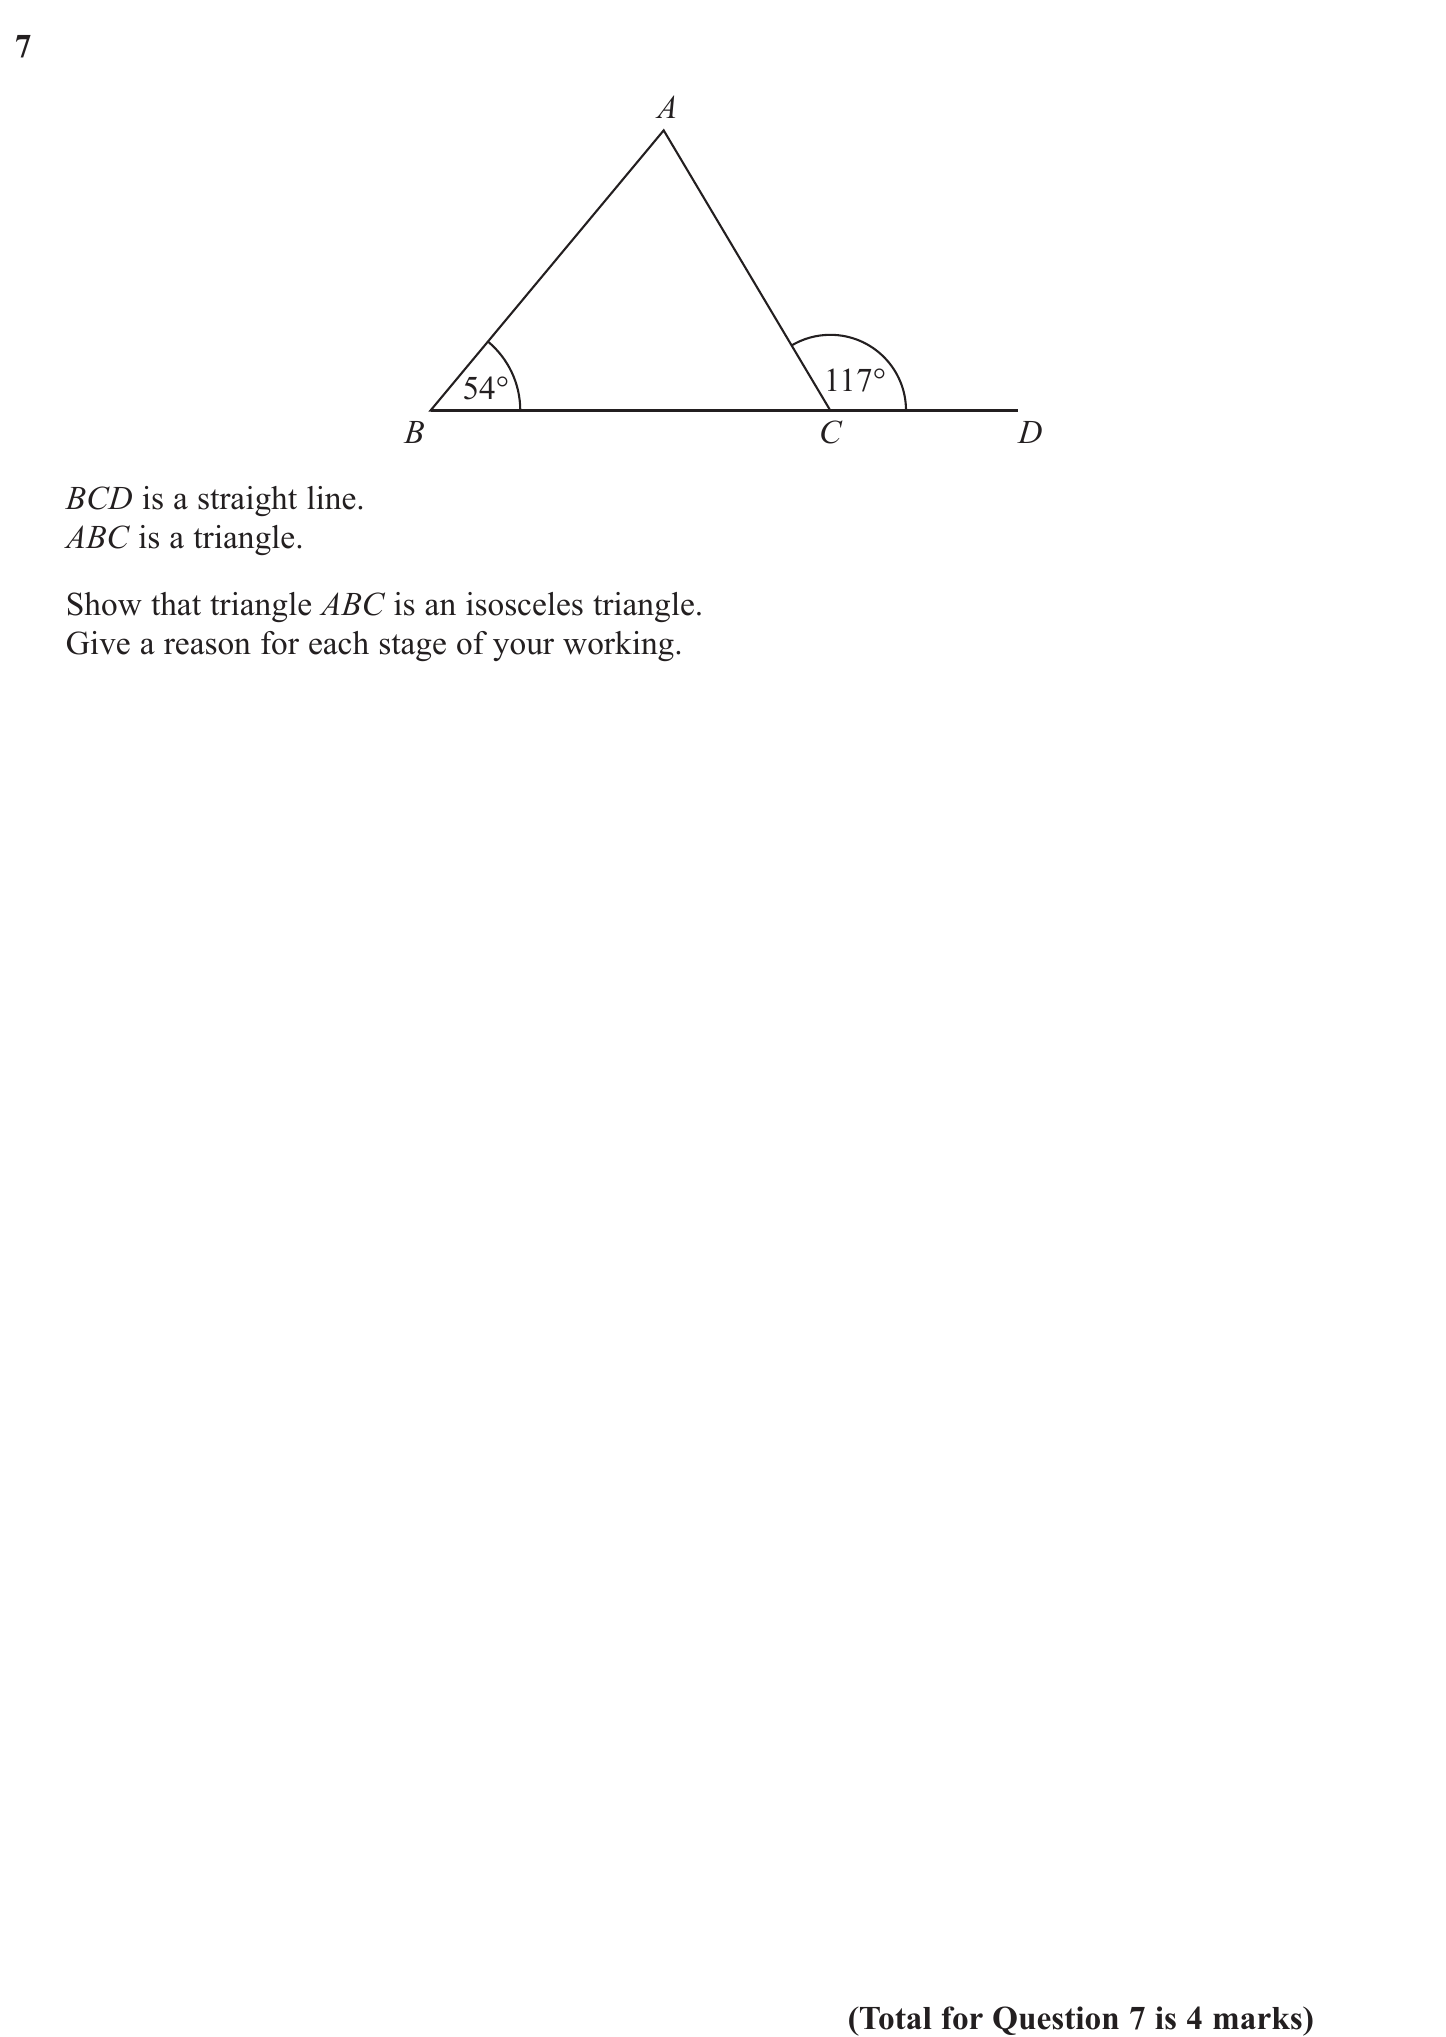 7
A
54°
117°
B
C
D
BCD is a straight line.
ABC is a triangle.
Show that triangle ABC is an isosceles triangle.
Give a reason for each stage of your working.
(Total for Question 7 is 4 marks)